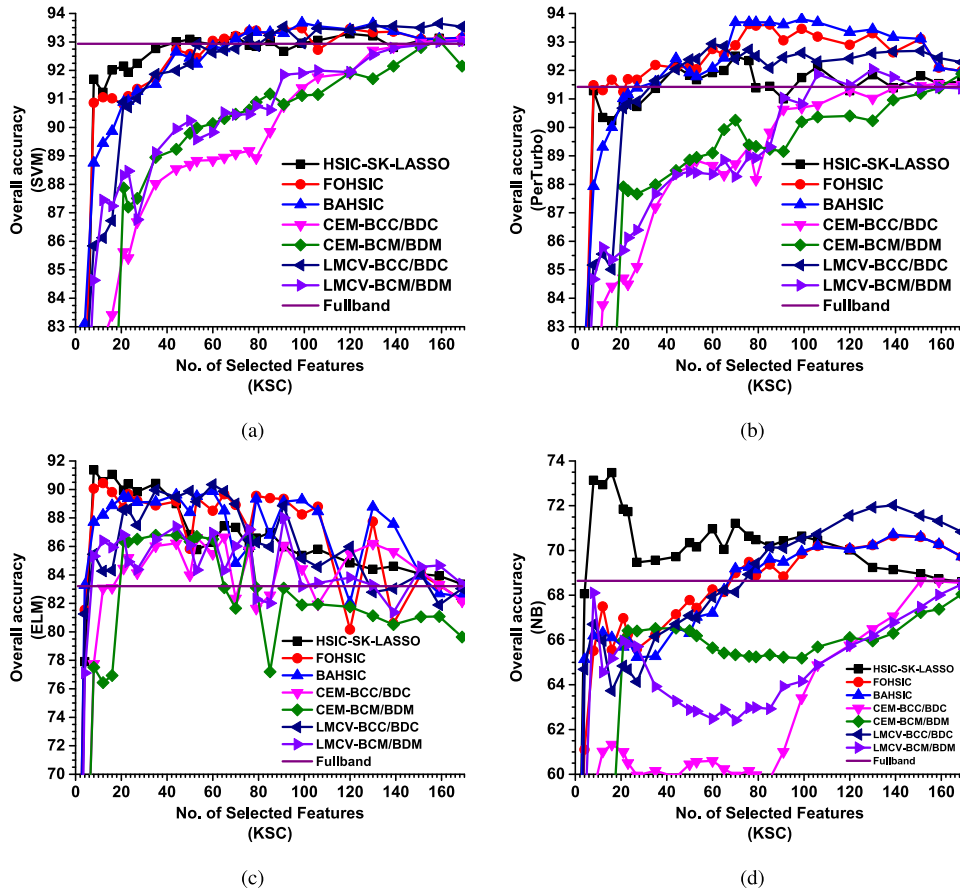 94
93
92
91
90
89
88
87
86
85
84
83
Overall accuracy
(SVM)
HSIC-SK-LASSO
FOHSIC
BAHSIC
CEM-BCC/BDC
CEM-BCM/BDM
LMCV-BCC/BDC
LMCV-BCM/BDM
Fullband
0 20 40 60 80 100 120 140 160
No. of Selected Features
(KSC)
(a)
94
93
92
91
90
89
88
87
86
85
84
83
Overall accuracy
(PerTurbo)
HSIC-SK-LASSO
FOHSIC
BAHSIC
CEM-BCC/BDC
CEM-BCM/BDM
LMCV-BCC/BDC
LMCV-BCM/BDM
Fullband
0 20 40 60 80 100 120 140 160
No. of Selected Features
(KSC)
(b)
92
90
88
86
84
82
80
78
76
74
72
70
Overall accuracy
(ELM)
HSIC-SK-LASSO
FOHSIC
BAHSIC
CEM-BCC/BDC
CEM-BCM/BDM
LMCV-BCC/BDC
LMCV-BCM/BDM
Fullband
0 20 40 60 80 100 120 140 160
No. of Selected Features
(KSC)
(c)
74
72
70
68
66
64
62
60
Overall accuracy
(NB)
HSIC-SK-LASSO
FOHSIC
BAHSIC
CEM-BCC/BDC
CEM-BCM/BDM
LMCV-BCC/BDC
LMCV-BCM/BDM
Fullband
0 20 40 60 80 100 120 140 160
No. of Selected Features
(KSC)
(d)